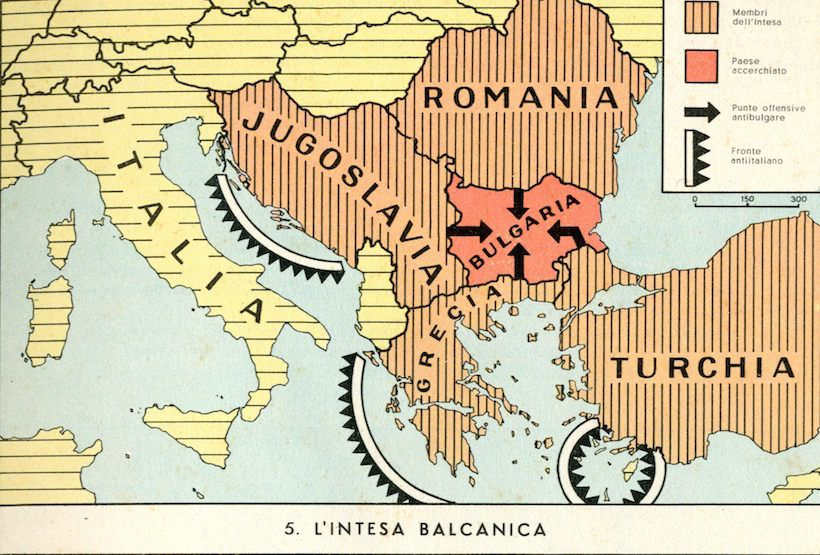 Membri
dell'Intesa
Paese
accerchiato
Punte offensive
antibulgare
Fronte
antiitaliano
0 150 300
ROMANIA
JUGOSLAVIA
ITALIA
BULGARIA
GRECIA
TURCHIA
5. L'INTESA BALCANICA